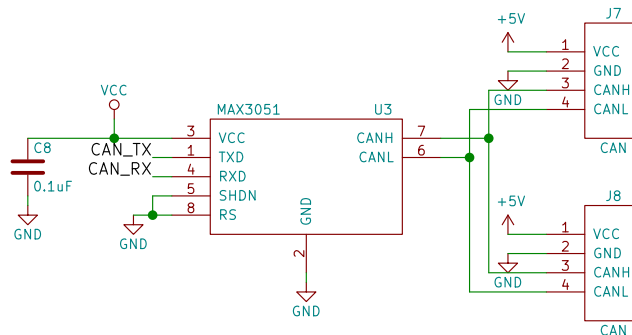 J7
+5V
1 VCC
2 GND
3 CANH
4 CANL
GND
CAN
VCC
MAX3051 U3
C8
0.1uF
GND
CAN_TX
CAN_RX
3 VCC
1 TXD
4 RXD
5 SHDN
8 RS
GND
CANH 7
CANL 6
GND
2
GND
J8
+5V
1 VCC
2 GND
3 CANH
4 CANL
GND
CAN